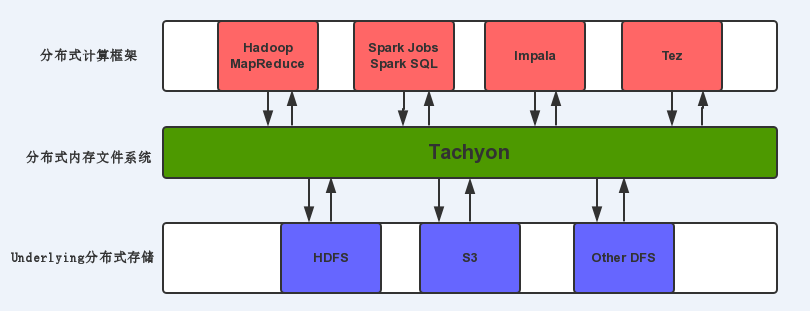 分布式计算框架
Hadoop
MapReduce
Spark Jobs
Spark SQL
Impala
Tez
分布式内存文件系统
Tachyon
Underlying分布式存储
HDFS
S3
Other DFS